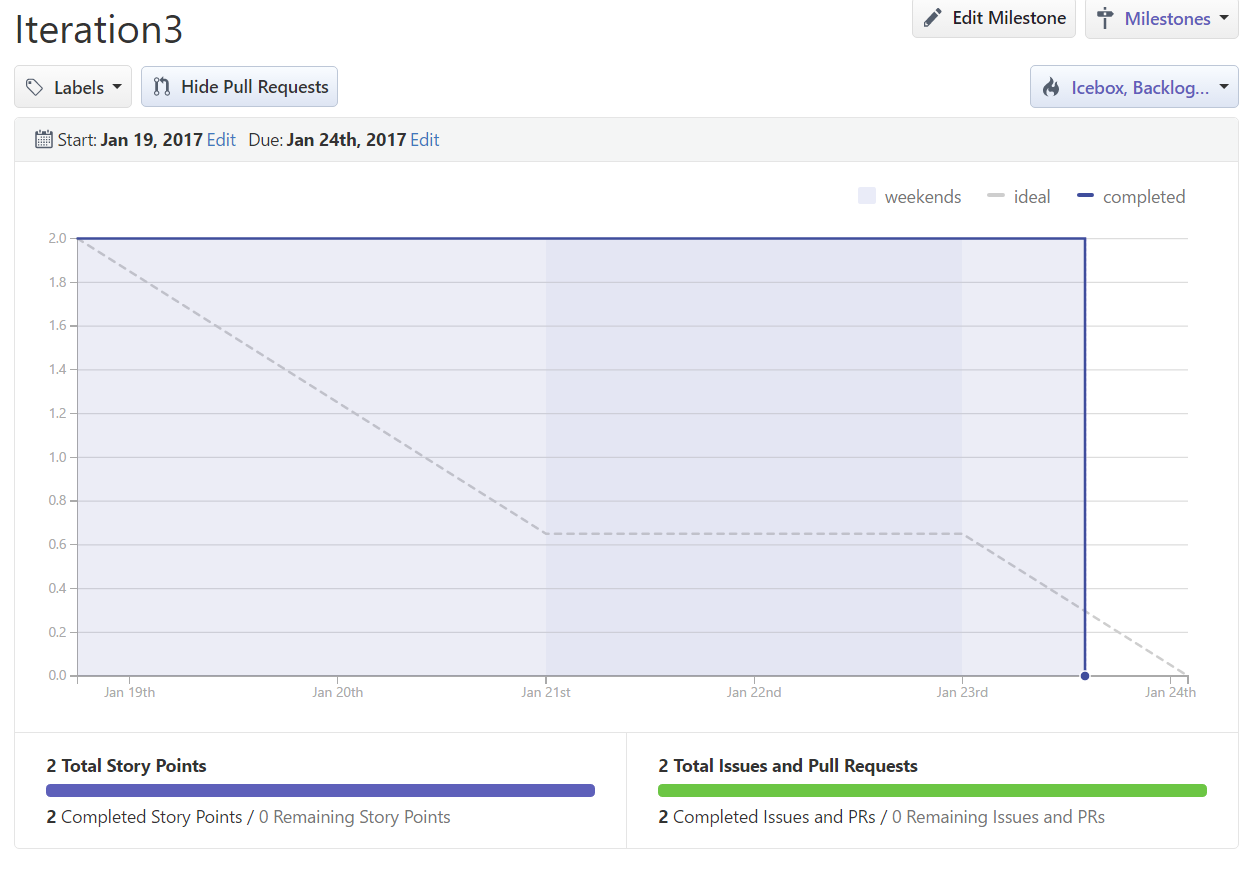 Iteration3
Edit Milestone
Milestones
Labels
Hide Pull Requests
Icebox, Backlog...
Start: Jan 19, 2017 Edit Due: Jan 24th, 2017 Edit
weekends ideal completed
2.0
1.8
1.6
1.4
1.2
1.0
0.8
0.6
0.4
0.2
0.0
Jan 19th Jan 20th Jan 21st Jan 22nd Jan 23rd Jan 24th
2 Total Story Points
2 Completed Story Points / 0 Remaining Story Points
2 Total Issues and Pull Requests
2 Completed Issues and PRs / 0 Remaining Issues and PRs